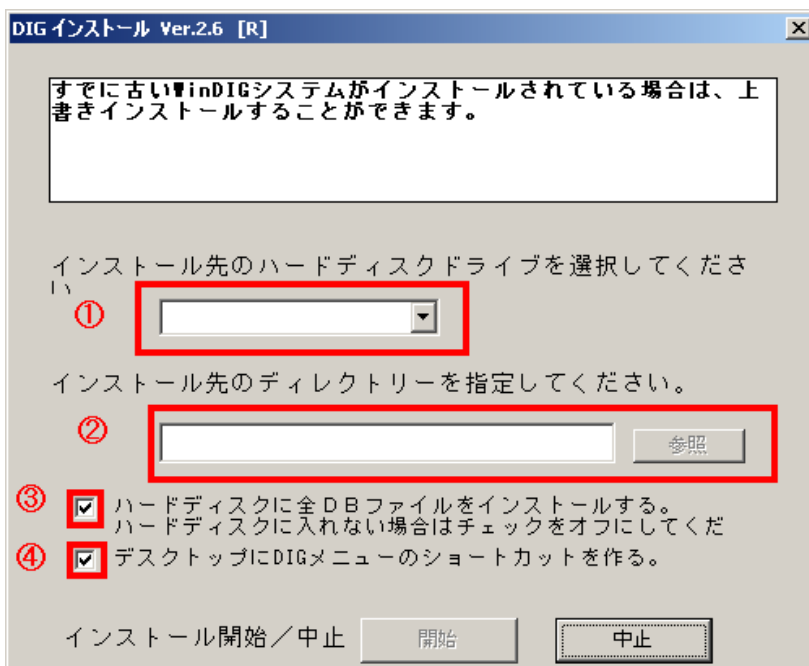 DIG インストール Ver.2.6 [R]
すでに古いWinDIGシステムがインストールされている場合は、上
書きインストールすることができます。
インストール先のハードディスクドライブを選択してくださ
い
①
インストール先のディレクトリーを指定してください。
②
参照
③
ハードディスクに全DBファイルをインストールする。
ハードディスクに入れない場合はチェックをオフにしてくだ
④
デスクトップにDIGメニューのショートカットを作る。
インストール開始/中止
開始
中止